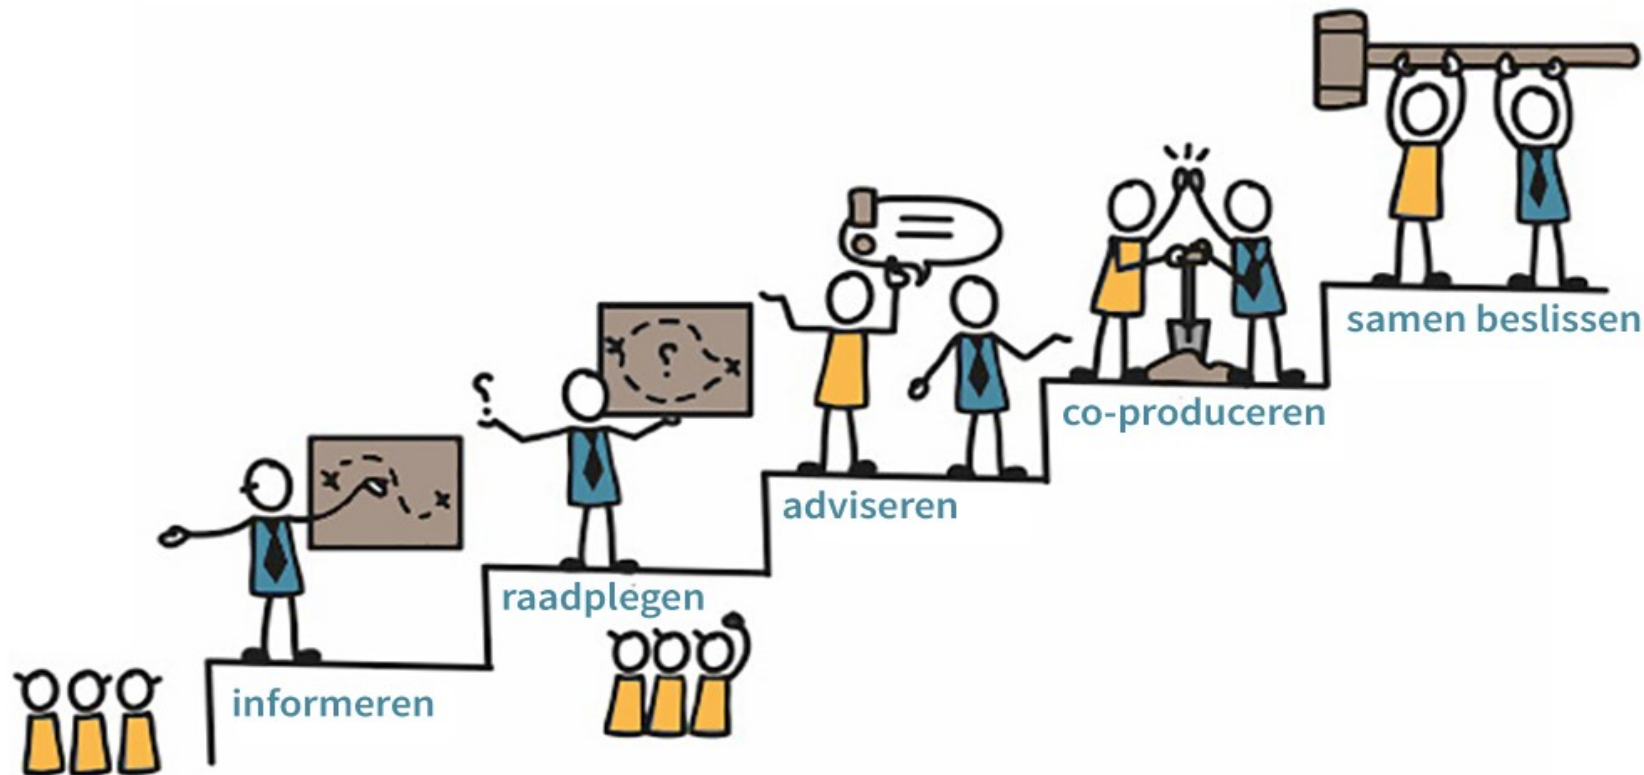 informeren
raadplegen
adviseren
co-produceren
samen beslissen